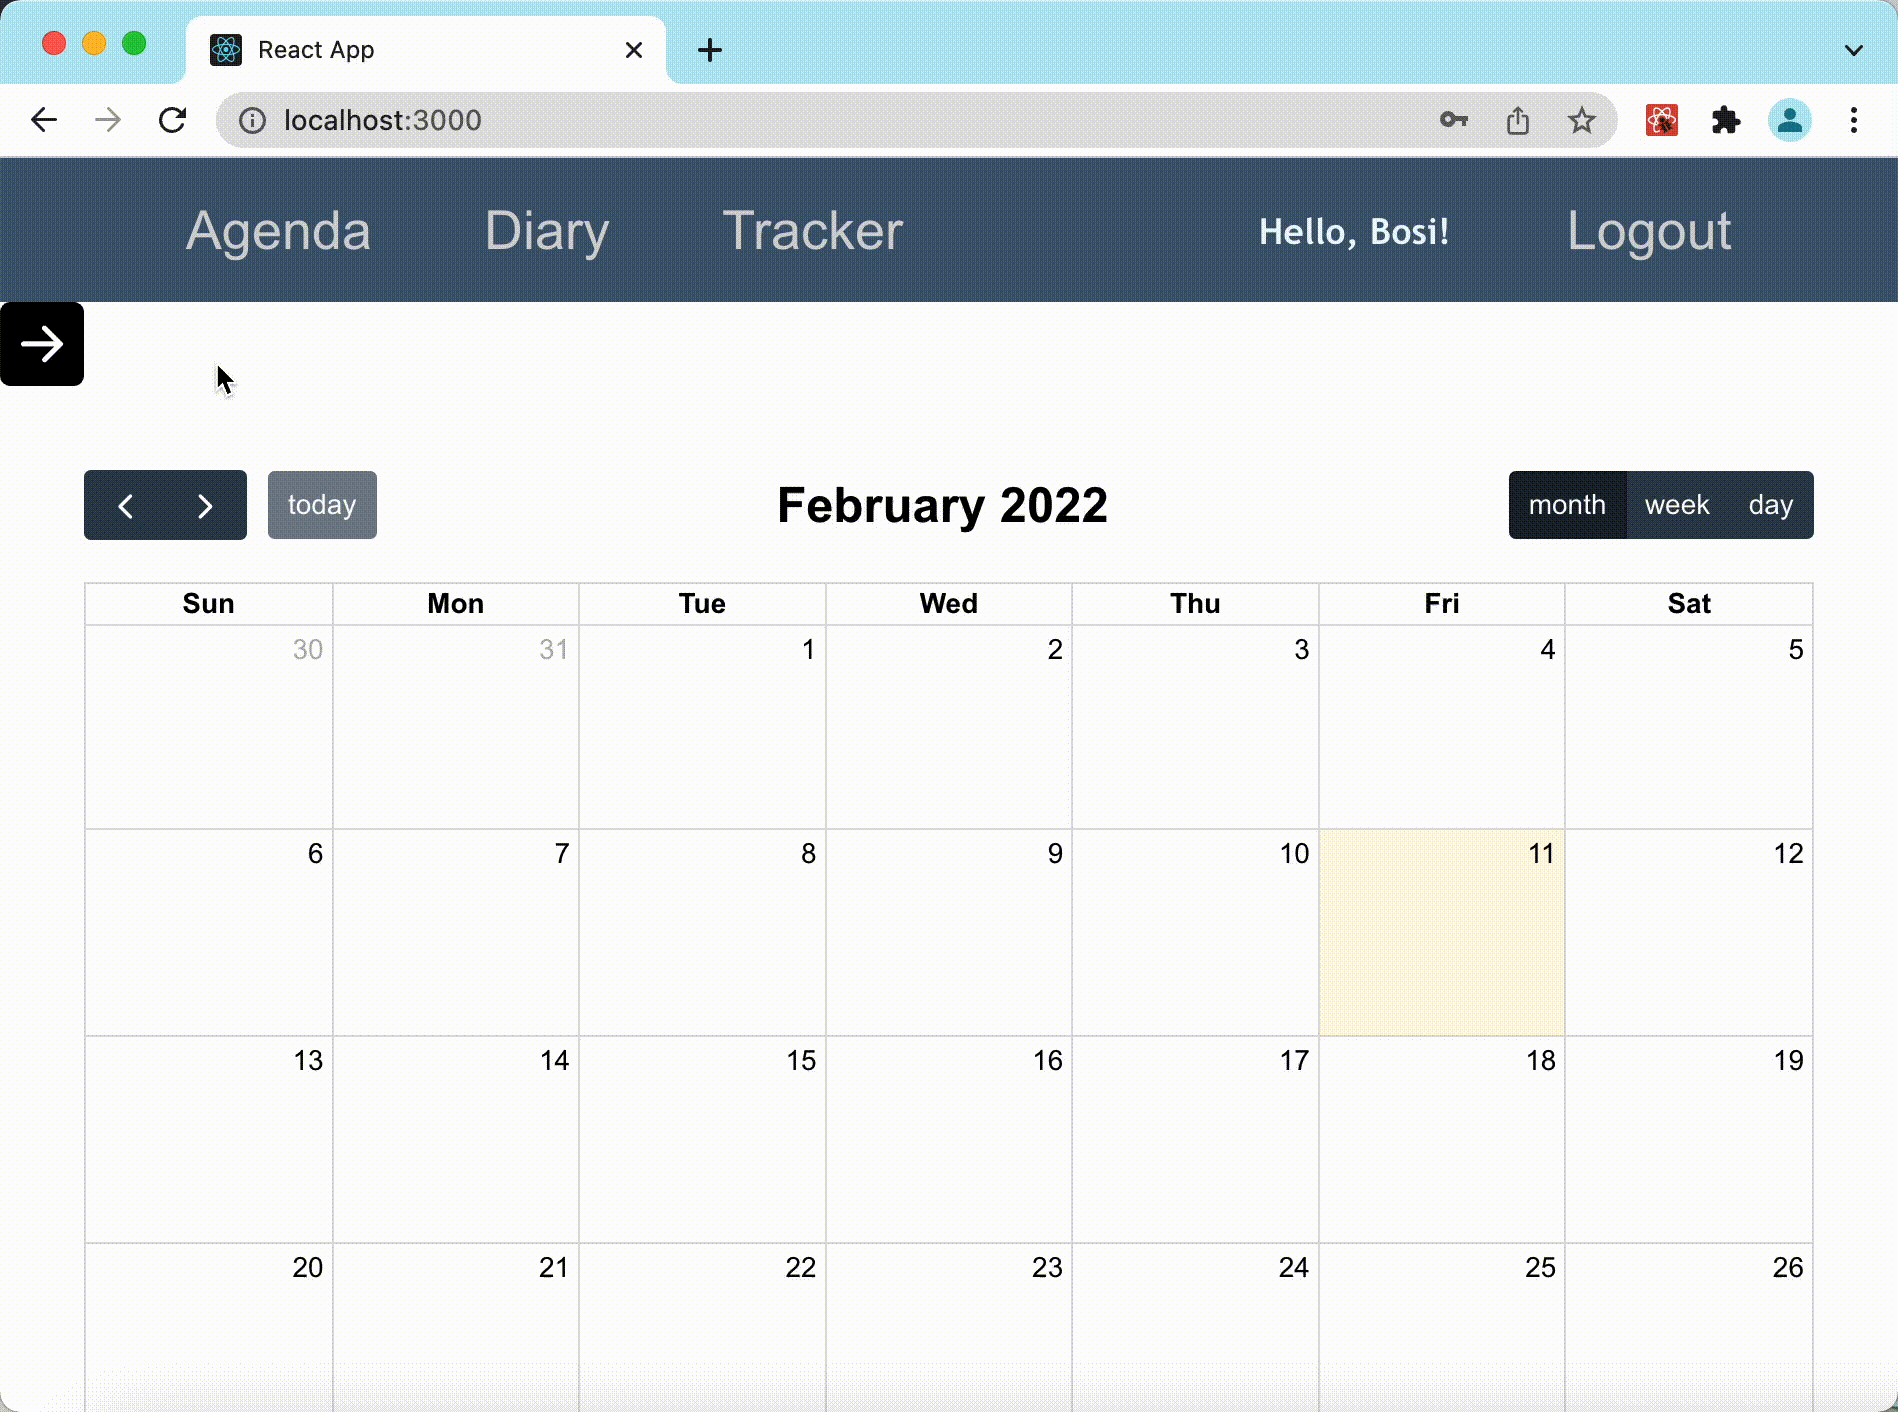 React App
localhost:3000
Agenda Diary Tracker Hello, Bosi! Logout
today February 2022 month week day
Sun Mon Tue Wed Thu Fri Sat
30 31 1 2 3 4 5
6 7 8 9 10 11 12
13 14 15 16 17 18 19
20 21 22 23 24 25 26